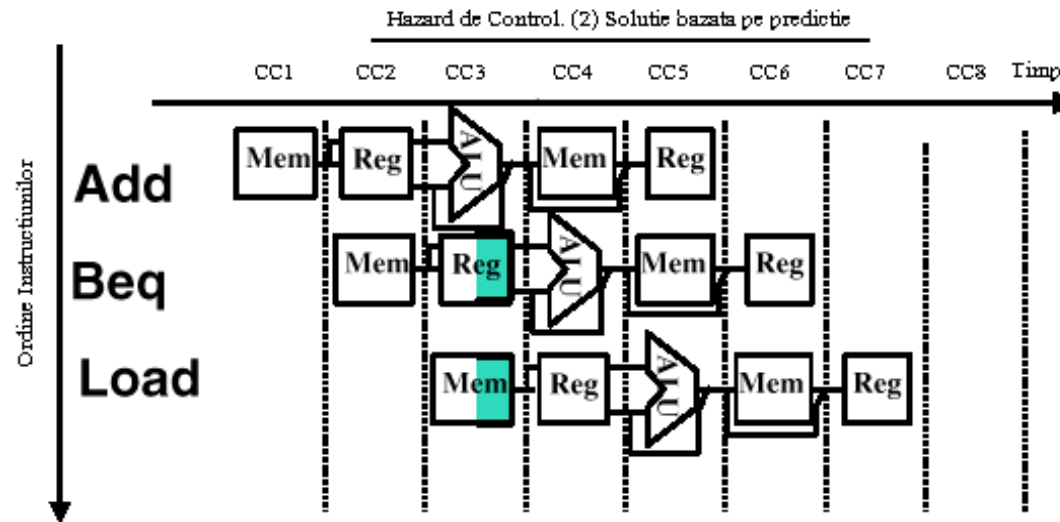 Hazard de Control. (2) Solutie bazata pe predictie
CC1 CC2 CC3 CC4 CC5 CC6 CC7 CC8 Timp
Ordine Instructiunilor
Add
Mem Reg ALU Mem Reg
Beq
Mem Reg ALU Mem Reg
Load
Mem Reg ALU Mem Reg